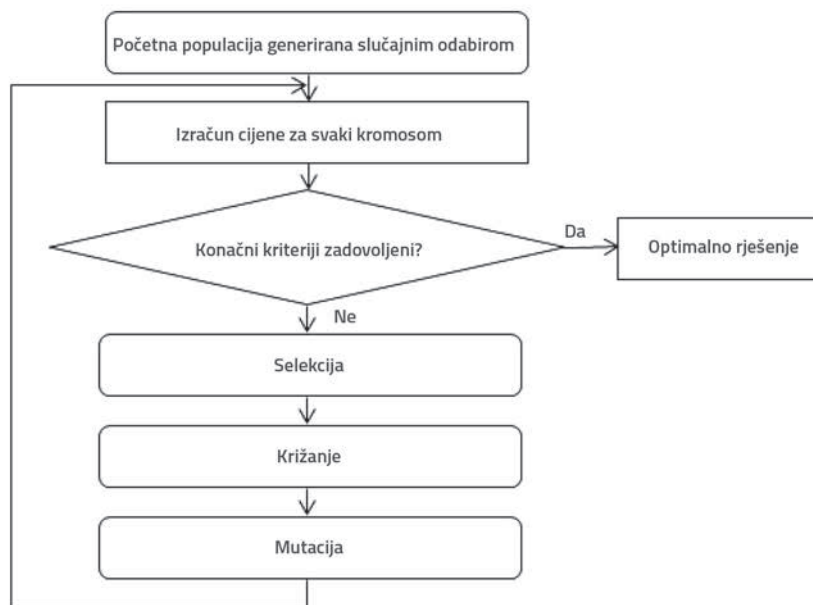 Početna populacija generirana slučajnim odabirom
Izračun cijene za svaki kromosom
Konačni kriteriji zadovoljeni?
Da
Optimalno rješenje
Ne
Selekcija
Križanje
Mutacija